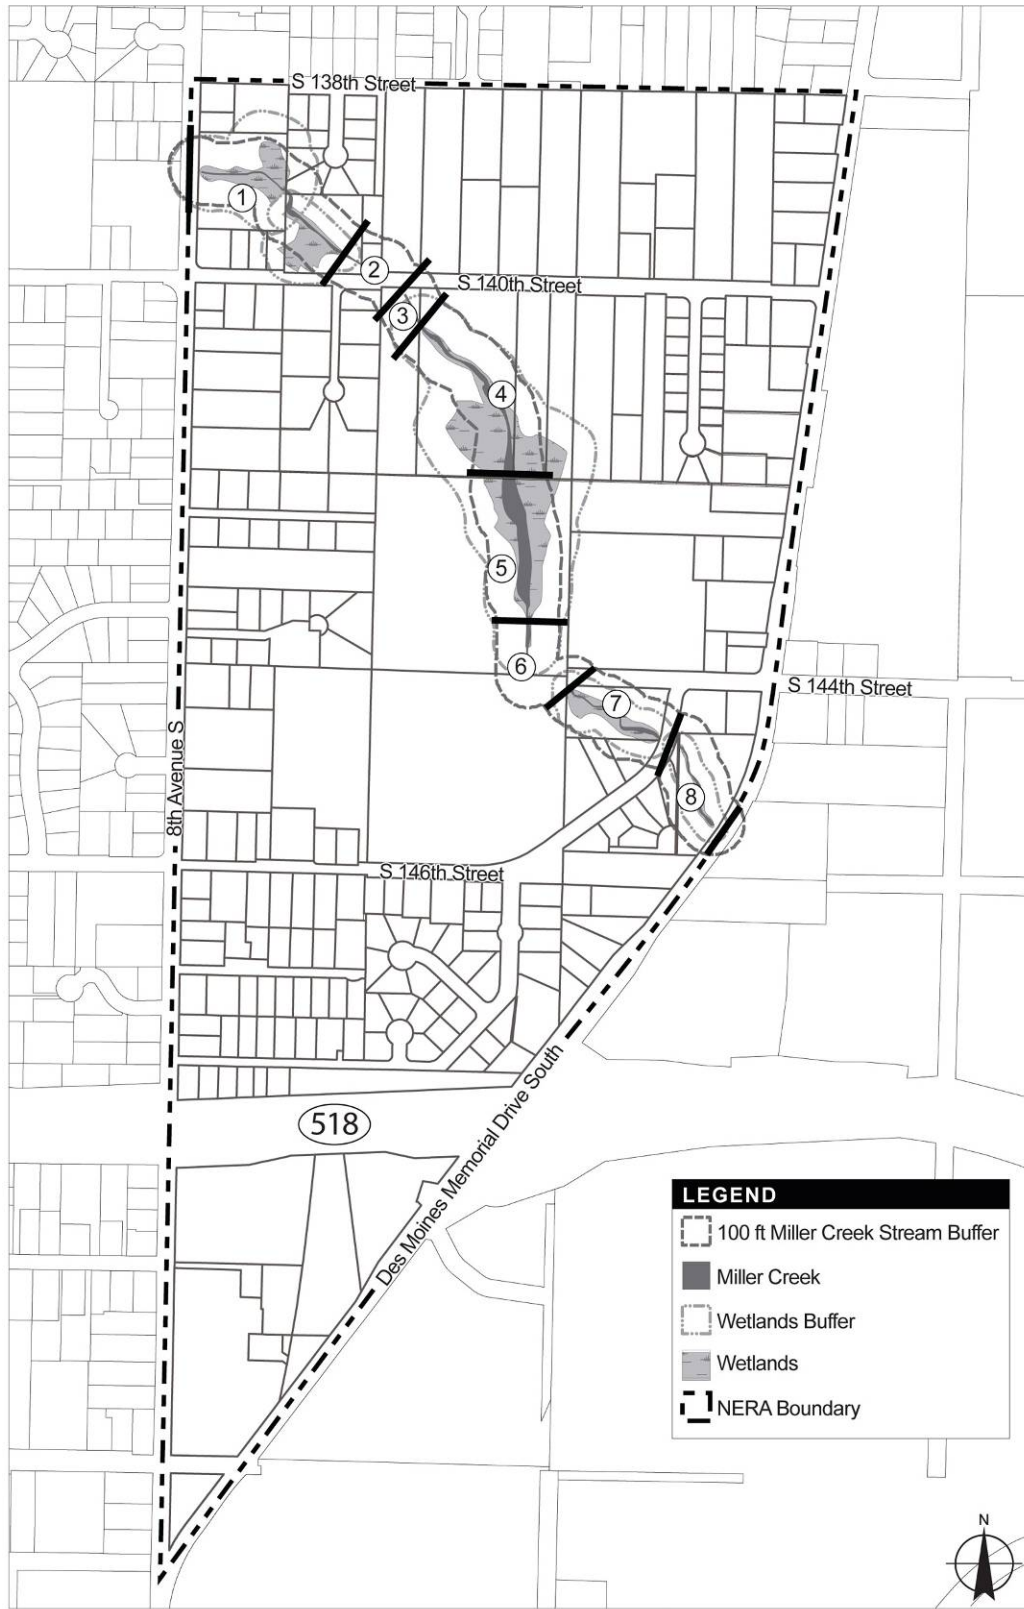 S 138th Street
1
2
S 140th Street
3
4
5
6
7
S 144th Street
8
8th Avenue S
S 146th Street
518
Des Moines Memorial Drive South
LEGEND
100 ft Miller Creek Stream Buffer
Miller Creek
Wetlands Buffer
Wetlands
NERA Boundary
N